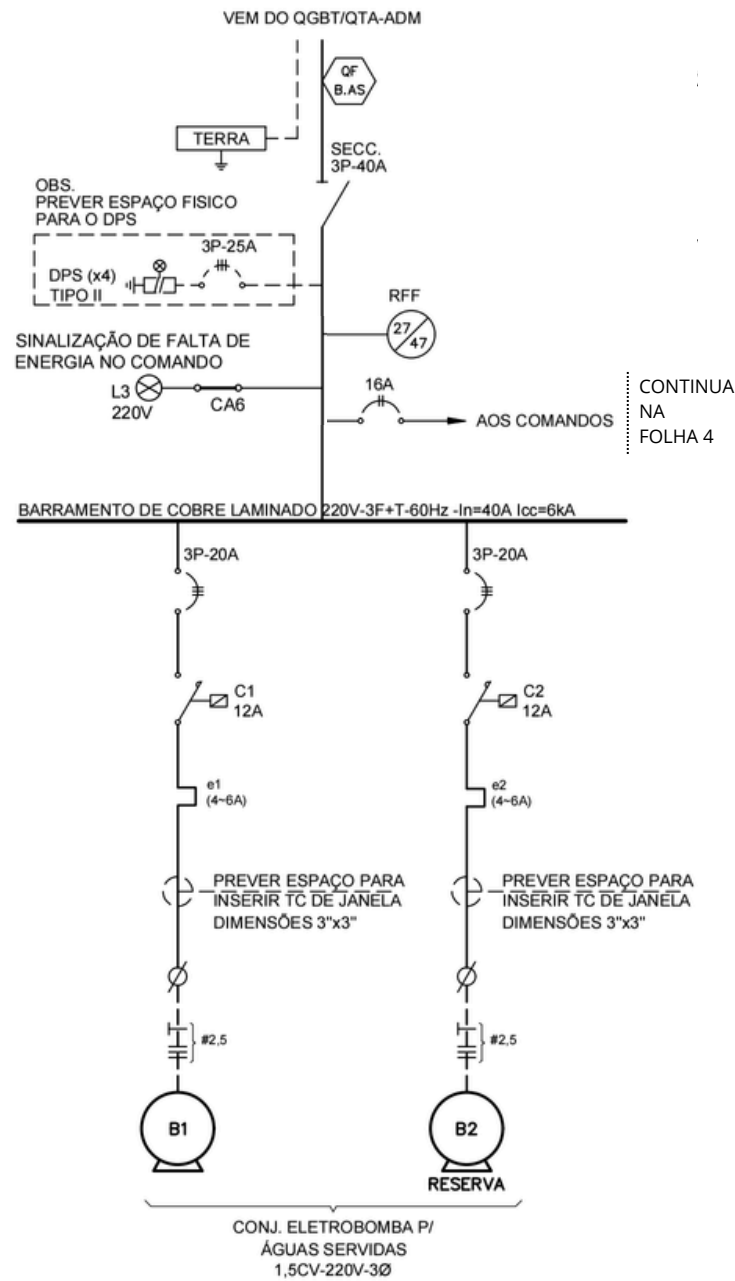 VEM DO QGBT/QTA-ADM
QF
B.AS
TERRA
SECC.
3P-40A
OBS.
PREVER ESPAÇO FISICO
PARA O DPS
3P-25A
DPS (x4)
TIPO II
RFF
27
47
SINALIZAÇÃO DE FALTA DE
ENERGIA NO COMANDO
L3
220V
CA6
16A
AOS COMANDOS
CONTINUA
NA
FOLHA 4
BARRAMENTO DE COBRE LAMINADO 220V-3F+T-60Hz -In=40A Icc=6kA
3P-20A
3P-20A
C1
12A
C2
12A
e1
(4~6A)
e2
(4~6A)
PREVER ESPAÇO PARA
INSERIR TC DE JANELA
DIMENSÕES 3"x3"
PREVER ESPAÇO PARA
INSERIR TC DE JANELA
DIMENSÕES 3"x3"
#2,5
#2,5
B1
B2
RESERVA
CONJ. ELETROBOMBA P/
ÁGUAS SERVIDAS
1,5CV-220V-3Ø